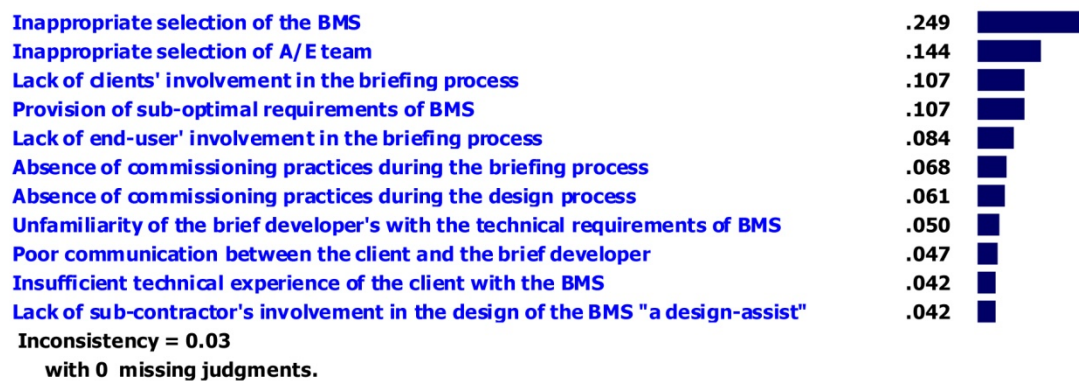 Inappropriate selection of the BMS .249
Inappropriate selection of A/E team .144
Lack of clients' involvement in the briefing process .107
Provision of sub-optimal requirements of BMS .107
Lack of end-user' involvement in the briefing process .084
Absence of commissioning practices during the briefing process .068
Absence of commissioning practices during the design process .061
Unfamiliarity of the brief developer's with the technical requirements of BMS .050
Poor communication between the client and the brief developer .047
Insufficient technical experience of the client with the BMS .042
Lack of sub-contractor's involvement in the design of the BMS "a design-assist" .042
Inconsistency = 0.03
with 0 missing judgments.